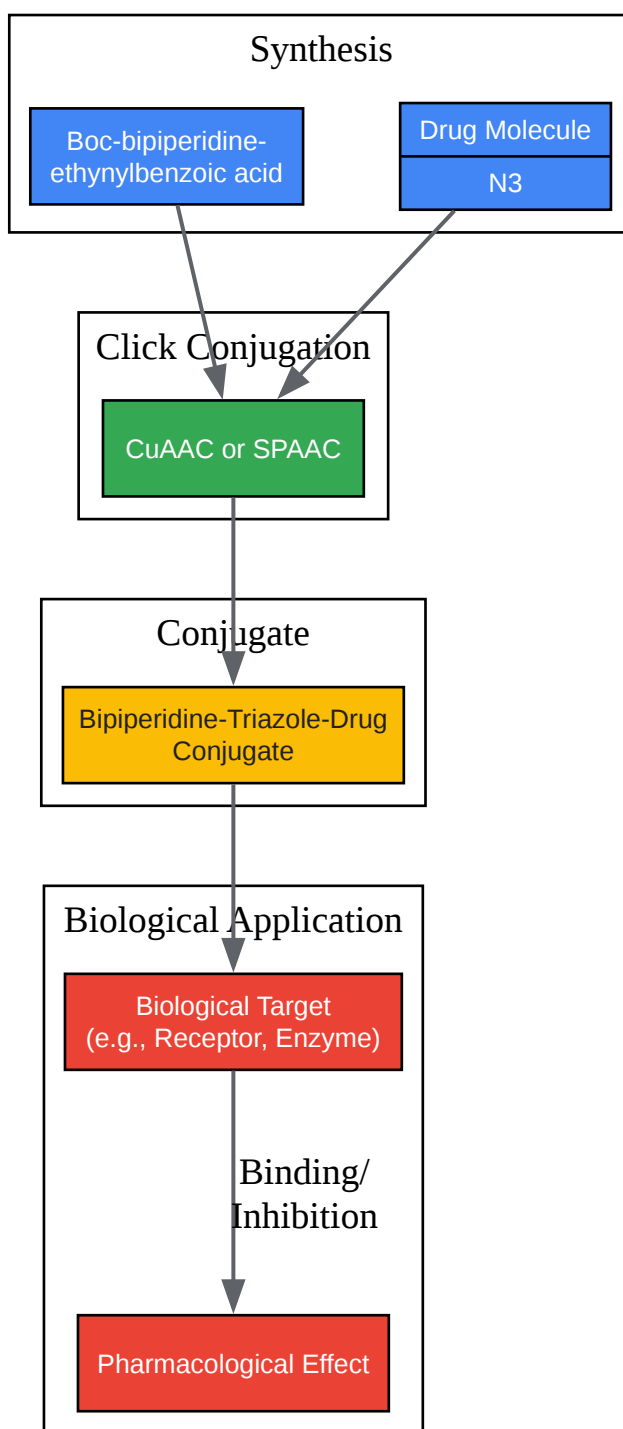 Synthesis
Boc-bipiperidine-
ethynylbenzoic acid
Drug Molecule
N3
Click Conjugation
CuAAC or SPAAC
Conjugate
Bipiperidine-Triazole-Drug
Conjugate
Biological Application
Biological Target
(e.g., Receptor, Enzyme)
Binding/
Inhibition
Pharmacological Effect